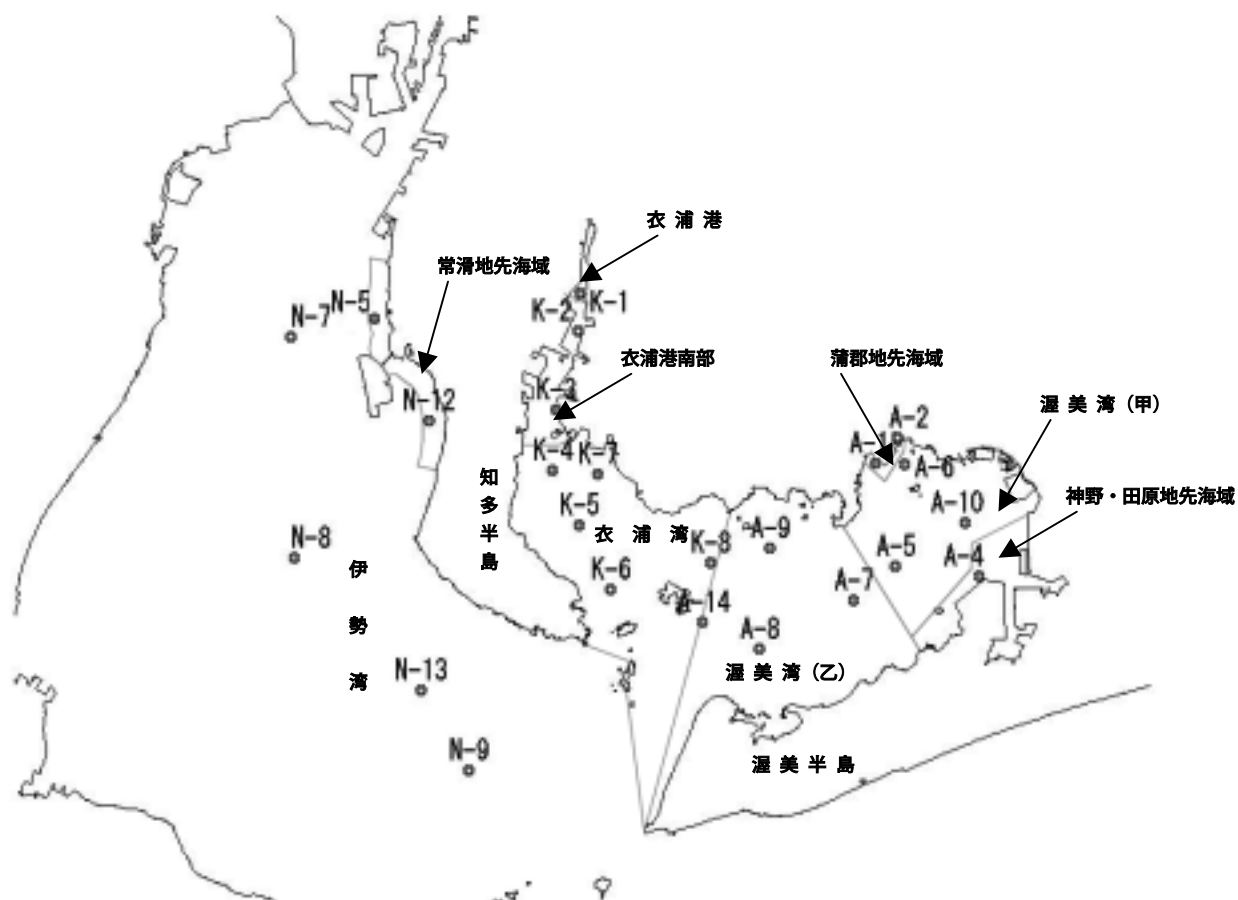 衣浦港
常滑地先海域
N-7
N-5
K-2
K-1
衣浦港南部
蒲郡地先海域
K-3
N-12
渥美湾(甲)
A-2
A-1
A-6
K-4
K-7
知多半島
神野・田原地先海域
A-10
K-5
衣浦湾
A-9
N-8
K-8
A-5
A-4
伊勢湾
K-6
A-7
A-14
A-8
N-13
渥美湾(乙)
N-9
渥美半島